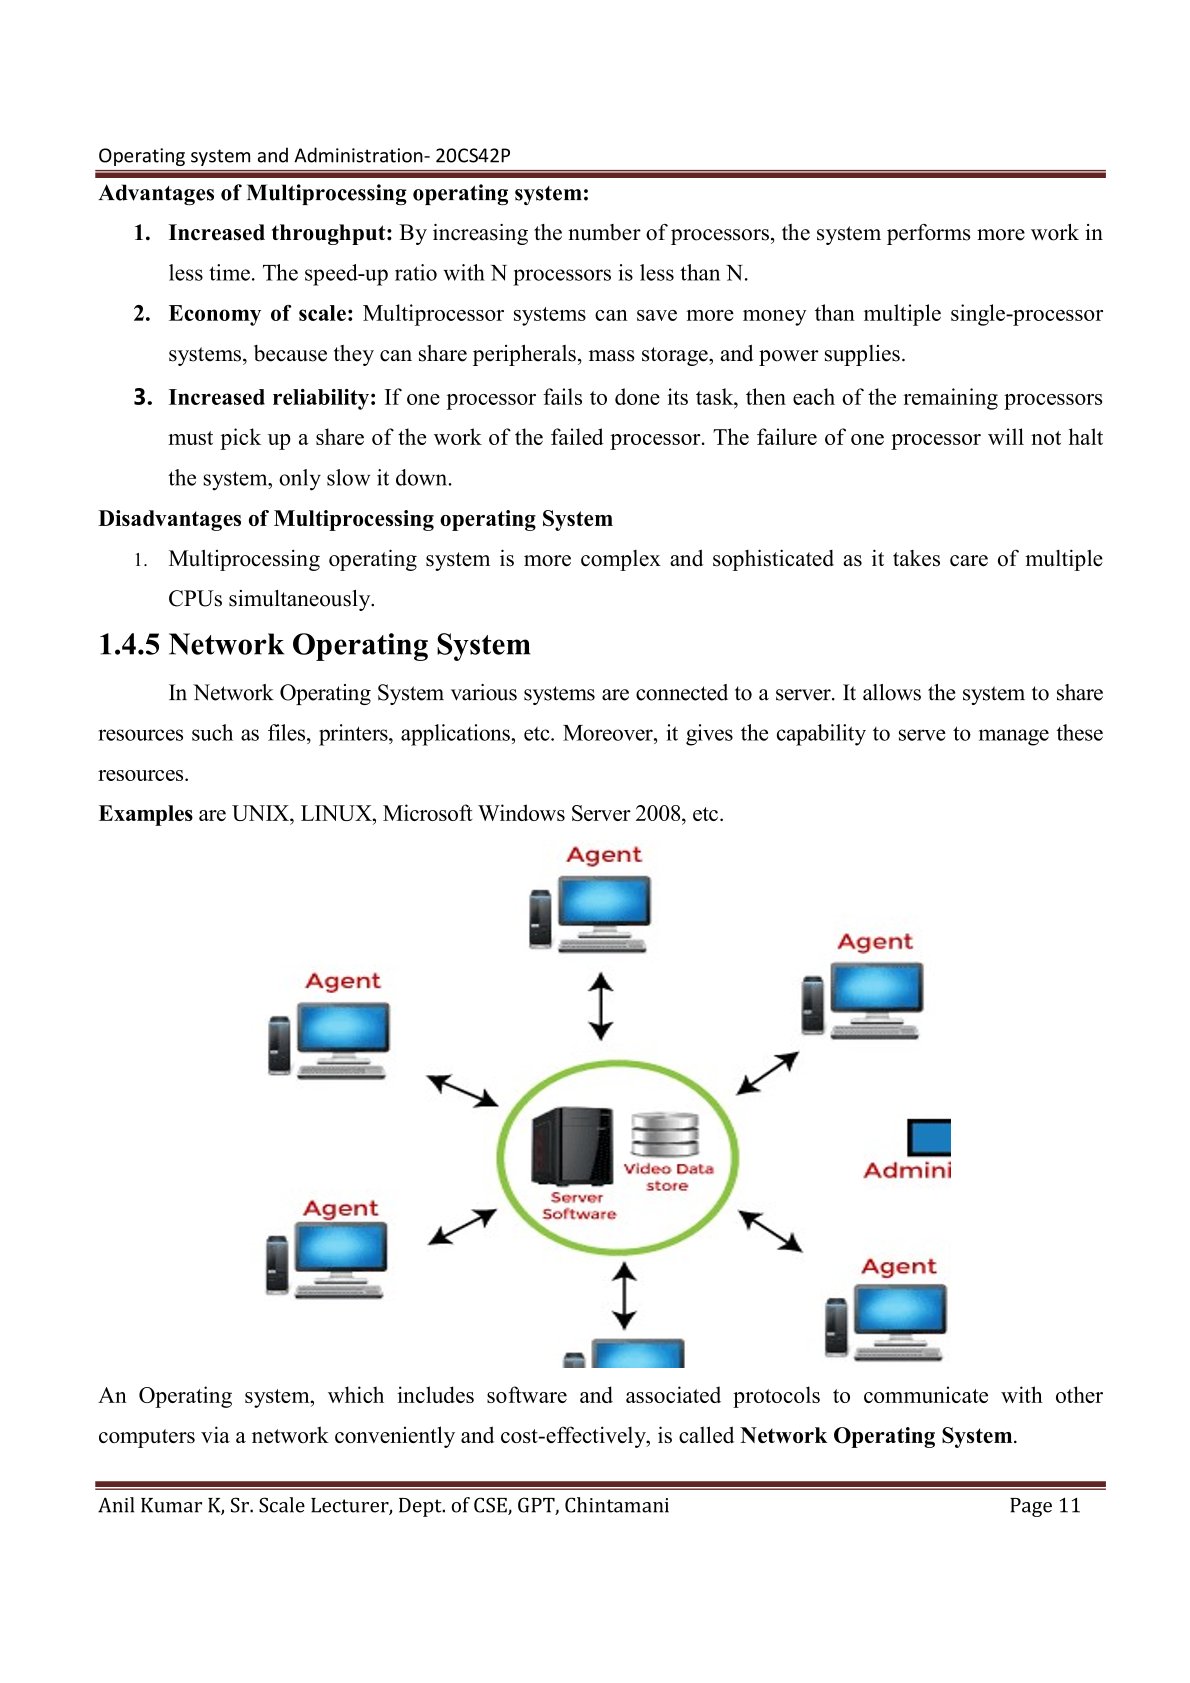 Operating system and Administration- 20CS42P
Advantages of Multiprocessing operating system:
1. Increased throughput: By increasing the number of processors, the system performs more work in
less time. The speed-up ratio with N processors is less than N.
2. Economy of scale: Multiprocessor systems can save more money than multiple single-processor
systems, because they can share peripherals, mass storage, and power supplies.
3. Increased reliability: If one processor fails to done its task, then each of the remaining processors
must pick up a share of the work of the failed processor. The failure of one processor will not halt
the system, only slow it down.
Disadvantages of Multiprocessing operating System
1. Multiprocessing operating system is more complex and sophisticated as it takes care of multiple
CPUs simultaneously.
1.4.5 Network Operating System
In Network Operating System various systems are connected to a server. It allows the system to share
resources such as files, printers, applications, etc. Moreover, it gives the capability to serve to manage these
resources.
Examples are UNIX, LINUX, Microsoft Windows Server 2008, etc.
Agent
Agent
Agent
Video Data
store
Server
Software
Admini
Agent
Agent
An Operating system, which includes software and associated protocols to communicate with other
computers via a network conveniently and cost-effectively, is called Network Operating System.
Anil Kumar K, Sr. Scale Lecturer, Dept. of CSE, GPT, Chintamani Page 11